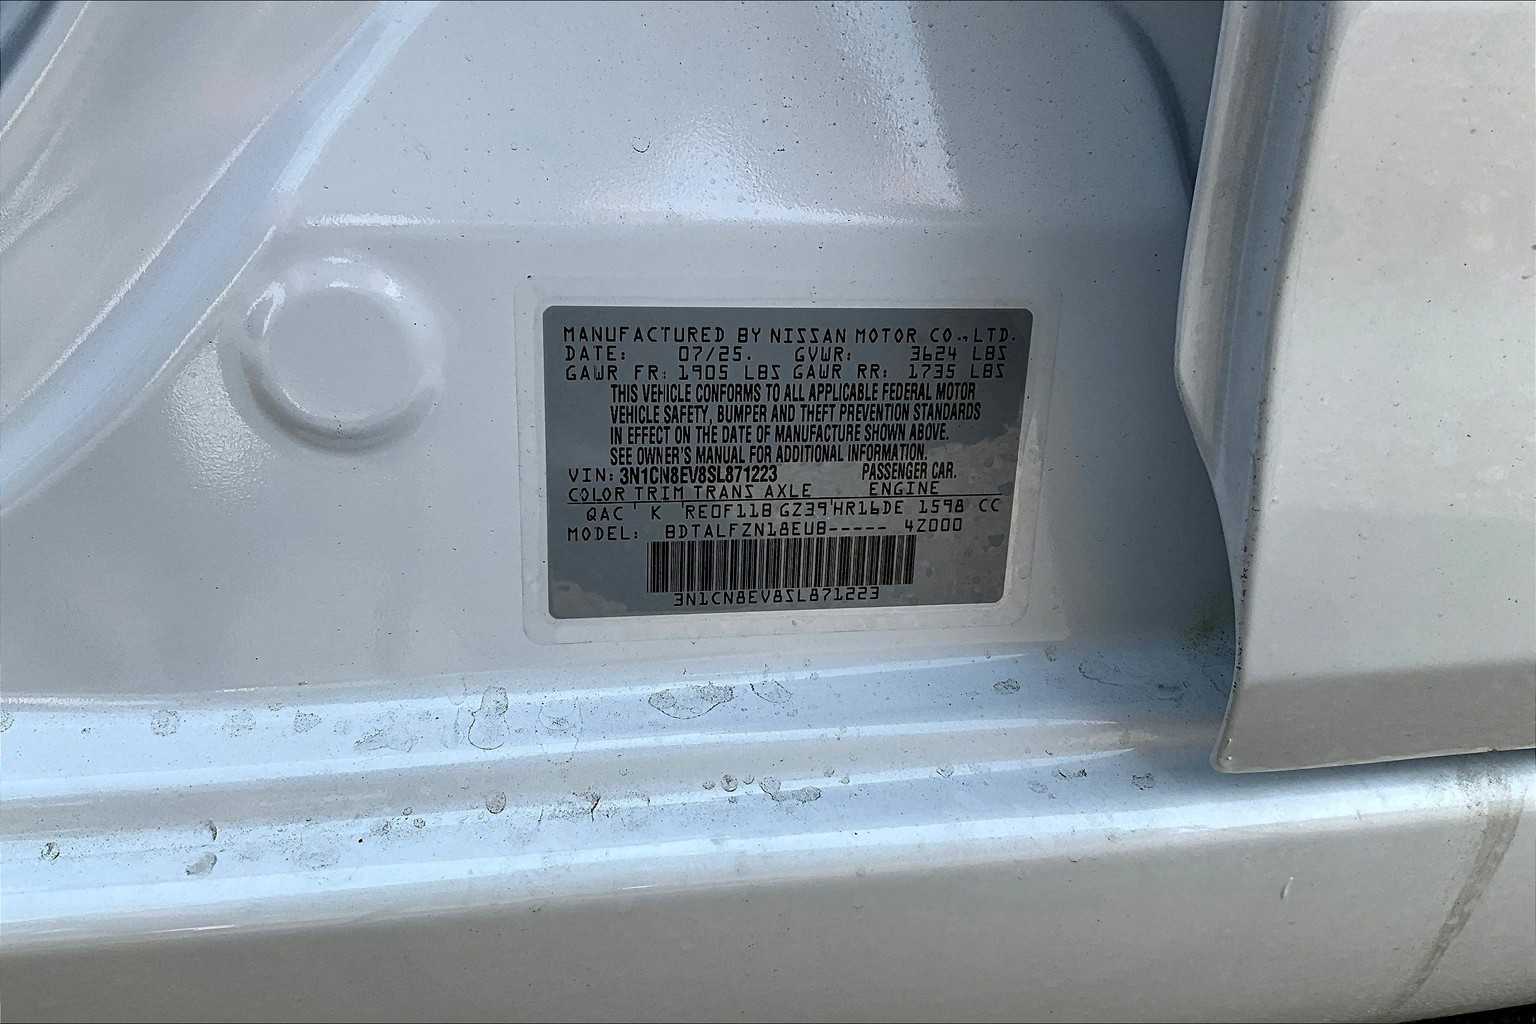 MANUFACTURED BY NISSAN MOTOR CO.,LTD.
DATE: 07/25. GVWR: 3624 LBS
GAWR FR: 1905 LBS GAWR RR: 1735 LBS
THIS VEHICLE CONFORMS TO ALL APPLICABLE FEDERAL MOTOR
VEHICLE SAFETY, BUMPER AND THEFT PREVENTION STANDARDS
IN EFFECT ON THE DATE OF MANUFACTURE SHOWN ABOVE.
SEE OWNER'S MANUAL FOR ADDITIONAL INFORMATION.
VIN: 3N1CN8EV8SL871223 PASSENGER CAR.
COLOR TRIM TRANS AXLE ENGINE
QAC K RE0F11B GZ39 HR16DE 1598 CC
MODEL: BDTALFZN18EUB----- 4Z000
3N1CN8EV8SL871223